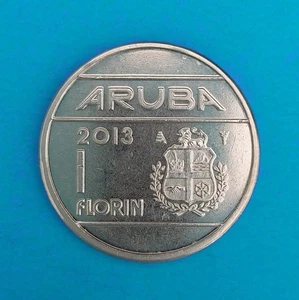 ARUBA
2013 A Y
1
FLORIN